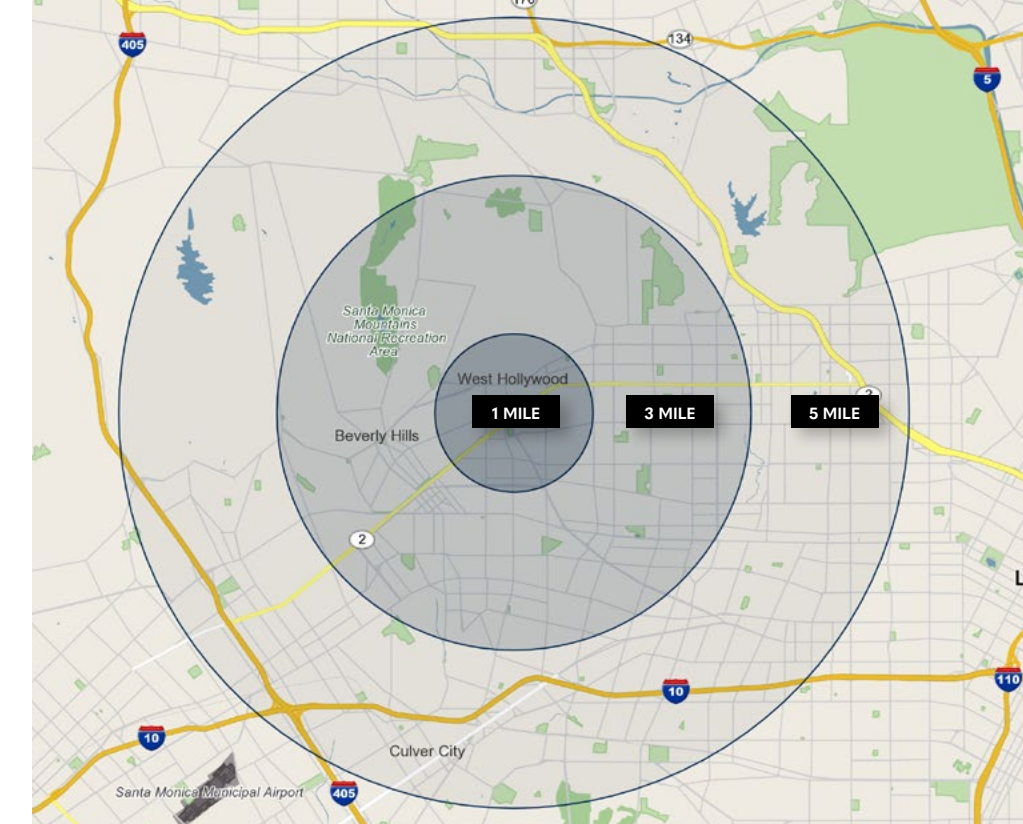 170
134
405
5
Santa Monica
Mountains
National Recreation
Area
West Hollywood
2
1 MILE
3 MILE
5 MILE
Beverly Hills
2
L
110
10
10
Culver City
Santa Monica Municipal Airport
405